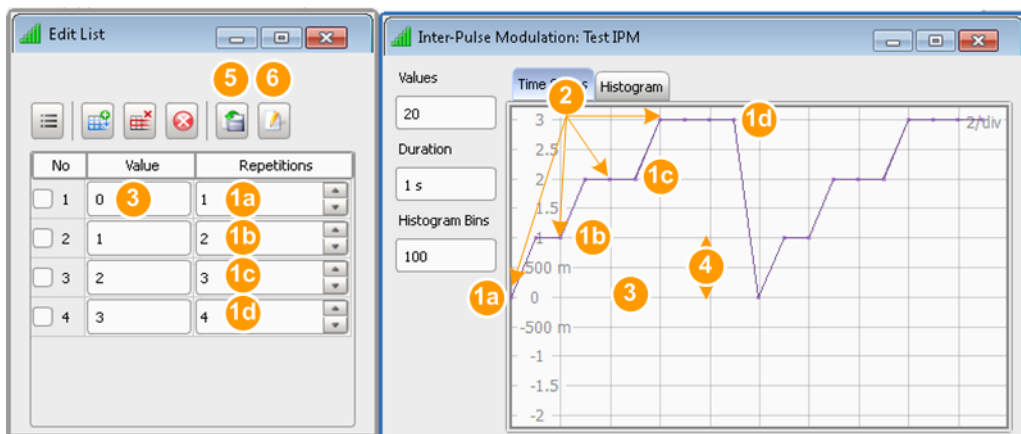 Edit List
5 6
No Value Repetitions
1 0 3 1 1a
2 1 2 1b
3 2 3 1c
4 3 4 1d
Inter-Pulse Modulation: Test IPM
Values
20
Duration
1 s
Histogram Bins
100
Histogram
2
3 1d 2/div
2.5
2 1c
1.5
1 1b
500 m 4
1a 0 3
-500 m
-1
-1.5
-2